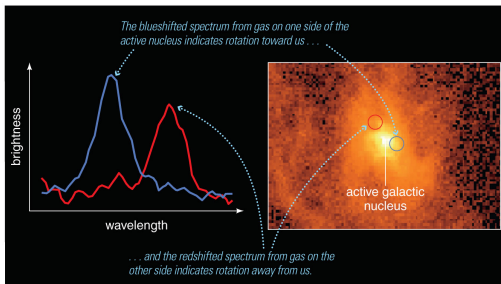 The blueshifted spectrum from gas on one side of the
active nucleus indicates rotation toward us . . .
brightness
wavelength
active galactic
nucleus
. . . and the redshifted spectrum from gas on the
other side indicates rotation away from us.